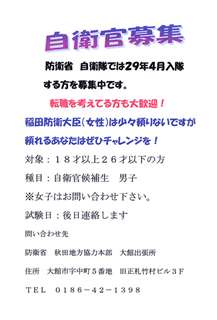 自衛官募集
防衛省　自衛隊では29年4月入隊
する方を募集中です。
転職を考えてる方も大歓迎！
稲田防衛大臣（女性）は少々頼りないですが
頼れるあなたはぜひチャレンジを！
対象：１８才以上２６才以下の方
種目：自衛官候補生　男子
※女子はお問い合わせ下さい。
試験日：後日連絡します
問い合わせ先
防衛省　秋田地方協力本部　大館出張所
住所　大館市字中町５番地　旧正札竹村ビル３Ｆ
ＴＥＬ　０１８６－４２－１３９８